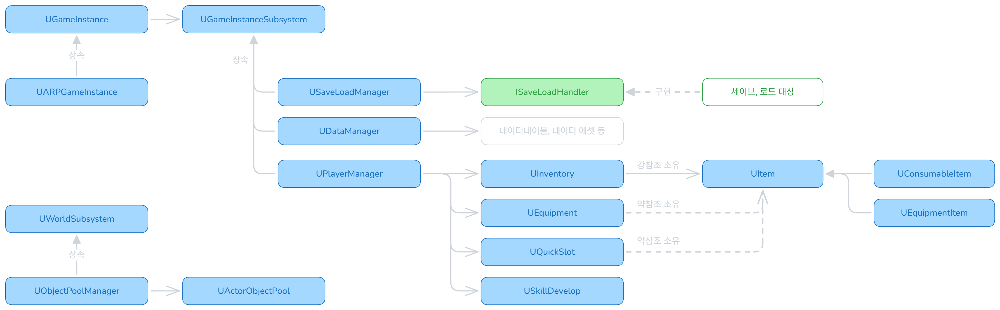 UGameInstance
UGameInstanceSubsystem
상속
상속
UARPGameInstance
USaveLoadManager
ISaveLoadHandler
구현
세이브, 로드 대상
UDataManager
데이터테이블, 데이터 에셋 등
UPlayerManager
UInventory
강참조 소유
UItem
UConsumableItem
UEquipment
약참조 소유
UEquipmentItem
UWorldSubsystem
UQuickSlot
약참조 소유
상속
UObjectPoolManager
UActorObjectPool
USkillDevelop